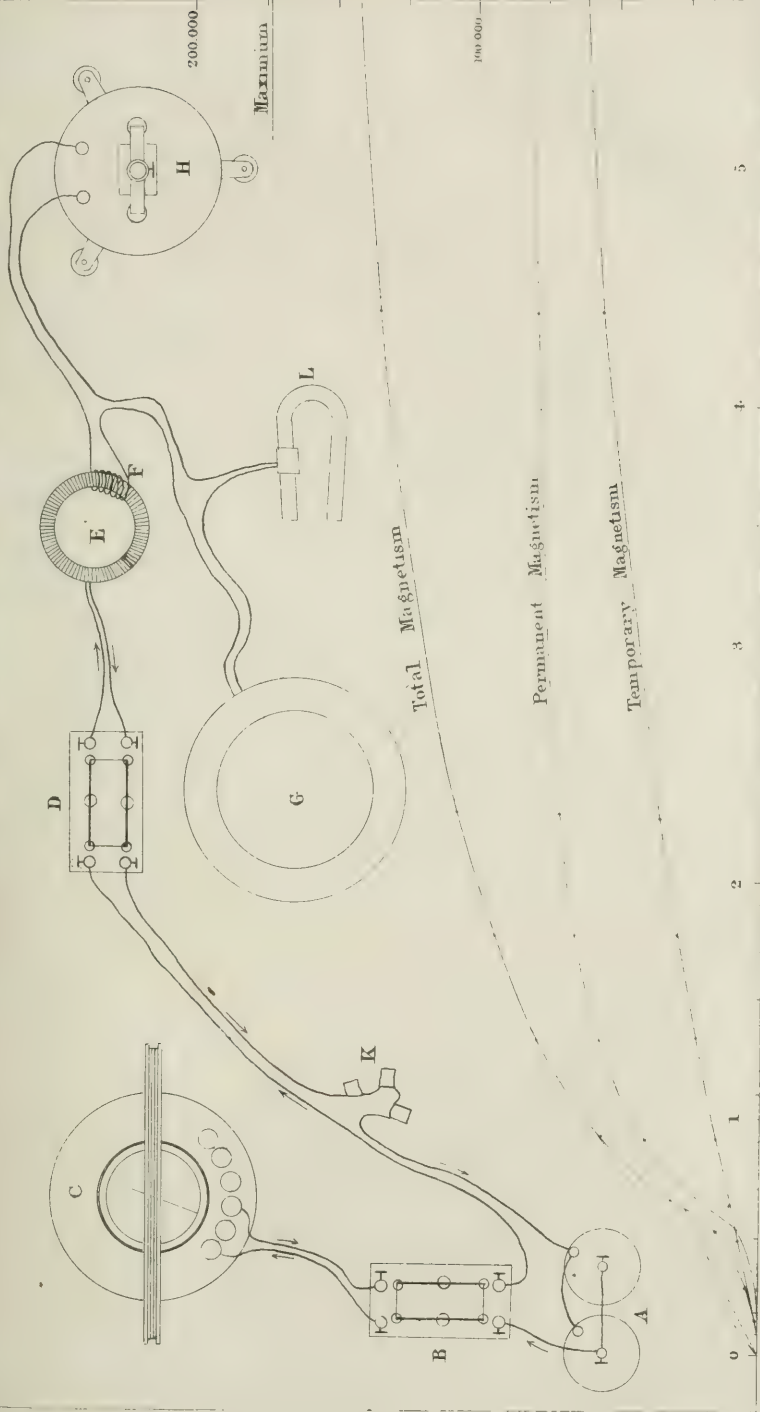 200.000
Maximum
100.000
H
L
F
E
D
G
C
K
B
A
Total Magnetism
Permanent Magnetism
Temporary Magnetism
0
1
2
3
4
5